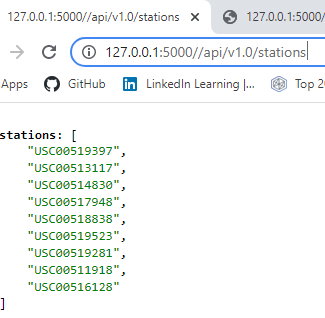 127.0.0.1:5000//api/v1.0/stations
127.0.0.1:5000//
127.0.0.1:5000//api/v1.0/stations
Apps
GitHub
LinkedIn Learning |...
Top 2
stations: [
"USC00519397",
"USC00513117",
"USC00514830",
"USC00517948",
"USC00518838",
"USC00519523",
"USC00519281",
"USC00511918",
"USC00516128"
]